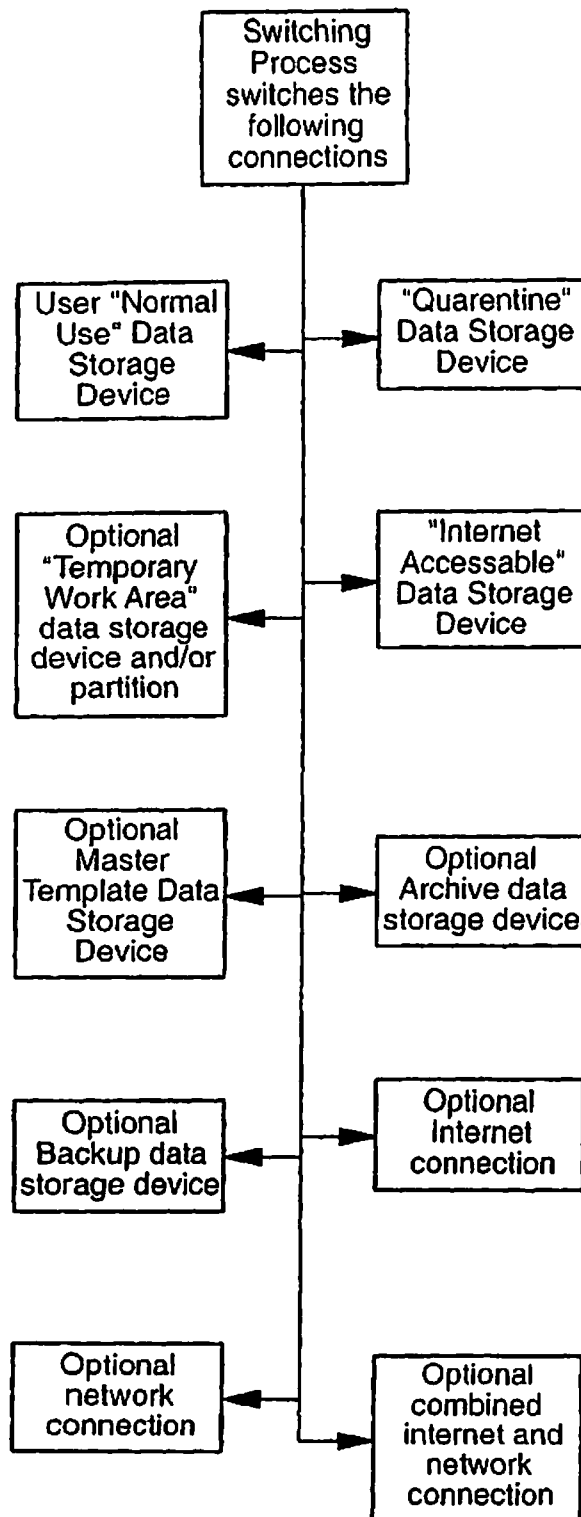 Switching
Process
switches the
following
connections
User "Normal
Use" Data
Storage
Device
"Quarentine"
Data Storage
Device
Optional
"Temporary
Work Area"
data storage
device and/or
partition
"Internet
Accessable"
Data Storage
Device
Optional
Master
Template Data
Storage
Device
Optional
Archive data
storage device
Optional
Backup data
storage device
Optional
Internet
connection
Optional
network
connection
Optional
combined
internet and
network
connection